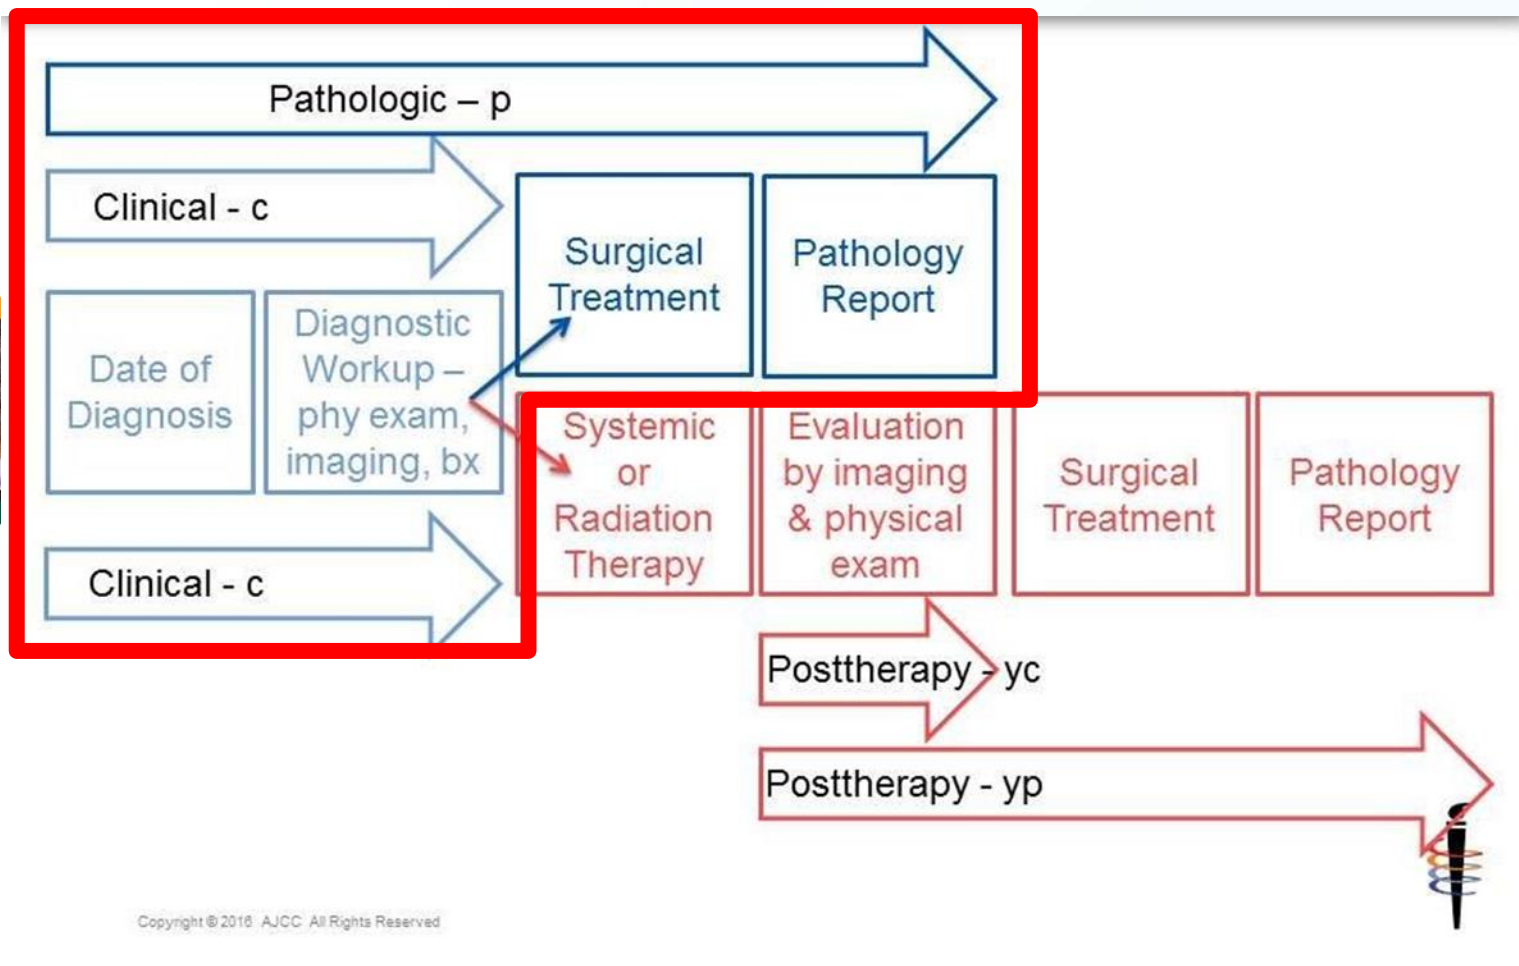 Pathologic – p
Clinical - c
Date of
Diagnosis
Diagnostic
Workup –
phy exam,
imaging, bx
Surgical
Treatment
Pathology
Report
Systemic
or
Radiation
Therapy
Evaluation
by imaging
& physical
exam
Surgical
Treatment
Pathology
Report
Clinical - c
Posttherapy - yc
Posttherapy - yp
Copyright © 2016 AJCC All Rights Reserved